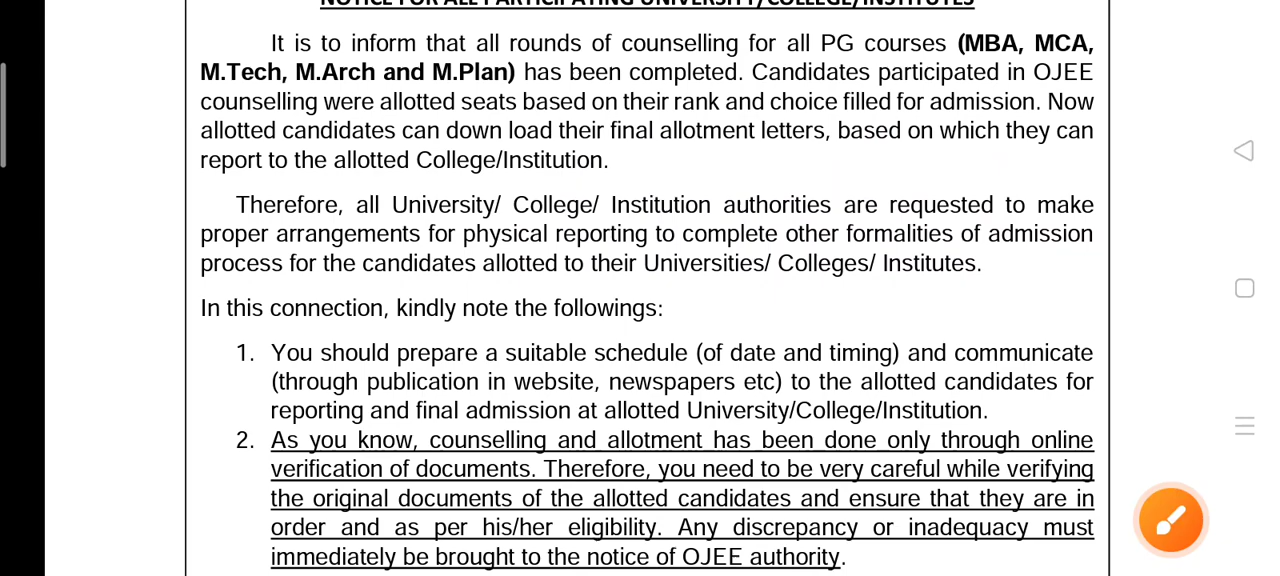 NOTICE FOR ALL PARTICIPATING UNIVERSITY/COLLEGE/INSTITUTES
It is to inform that all rounds of counselling for all PG courses (MBA, MCA,
M.Tech, M.Arch and M.Plan) has been completed. Candidates participated in OJEE
counselling were allotted seats based on their rank and choice filled for admission. Now
allotted candidates can down load their final allotment letters, based on which they can
report to the allotted College/Institution.
Therefore, all University/ College/ Institution authorities are requested to make
proper arrangements for physical reporting to complete other formalities of admission
process for the candidates allotted to their Universities/ Colleges/ Institutes.
In this connection, kindly note the followings:
1. You should prepare a suitable schedule (of date and timing) and communicate
(through publication in website, newspapers etc) to the allotted candidates for
reporting and final admission at allotted University/College/Institution.
2. As you know, counselling and allotment has been done only through online
verification of documents. Therefore, you need to be very careful while verifying
the original documents of the allotted candidates and ensure that they are in
order and as per his/her eligibility. Any discrepancy or inadequacy must
immediately be brought to the notice of OJEE authority.